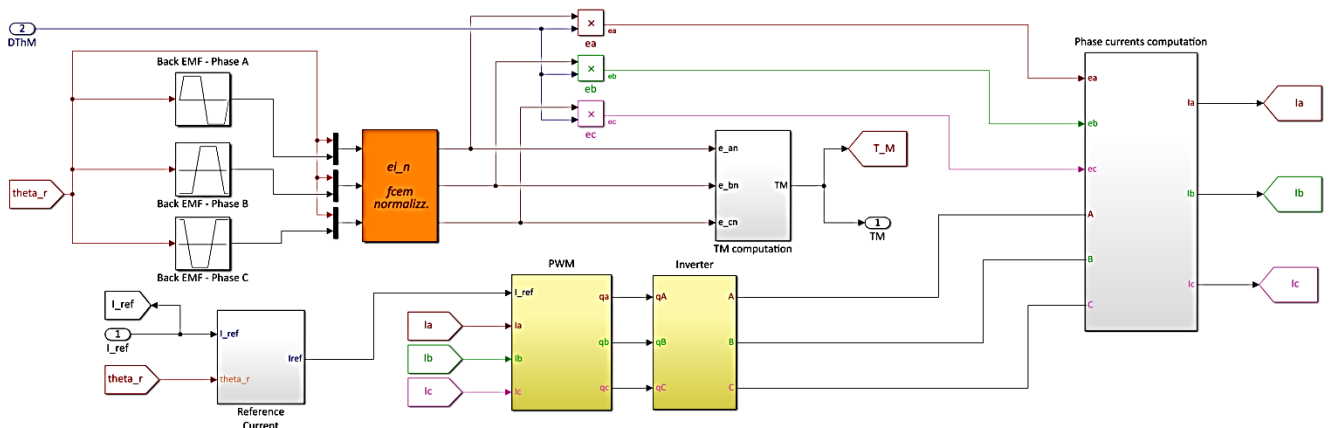 2
DThM
Back EMF - Phase A
Back EMF - Phase B
Back EMF - Phase C
theta_r
ei_n
fcem
normalizz.
×
ea
ea
×
eb
eb
×
ec
ec
e_an
e_bn
e_cn
TM
TM computation
T_M
1
TM
Phase currents computation
ea
eb
ec
A
B
C
Ia
Ib
Ic
Ia
Ib
Ic
I_ref
1
I_ref
theta_r
I_ref
theta_r
Iref
Reference
Current
PWM
I_ref
Ia
Ib
Ic
Ia
Ib
Ic
qa
qb
qc
Inverter
qA
qB
qC
A
B
C